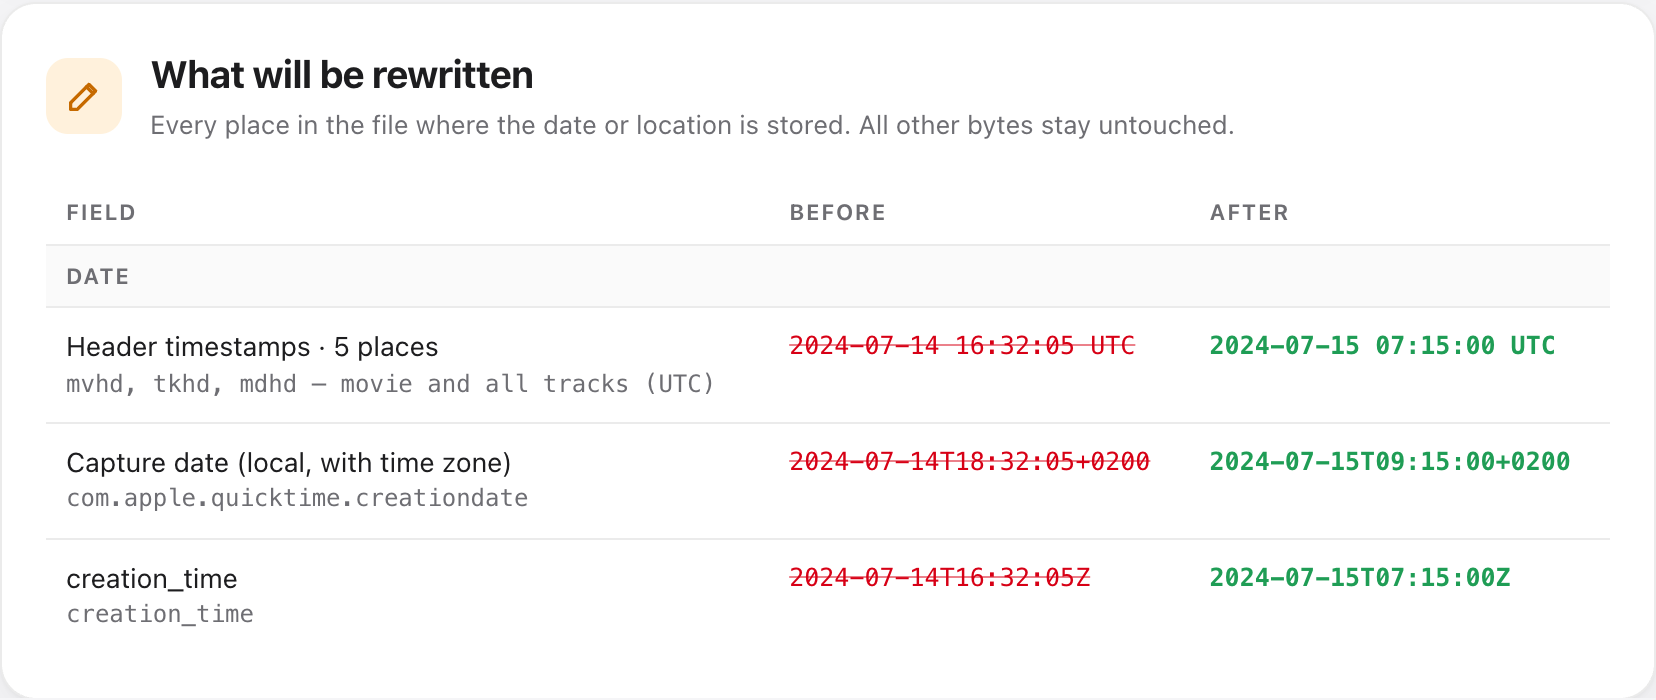 What will be rewritten
Every place in the file where the date or location is stored. All other bytes stay untouched.
FIELD BEFORE AFTER
DATE
Header timestamps · 5 places 2024-07-14 16:32:05 UTC 2024-07-15 07:15:00 UTC
mvhd, tkhd, mdhd — movie and all tracks (UTC)
Capture date (local, with time zone) 2024-07-14T18:32:05+0200 2024-07-15T09:15:00+0200
com.apple.quicktime.creationdate
creation_time 2024-07-14T16:32:05Z 2024-07-15T07:15:00Z
creation_time